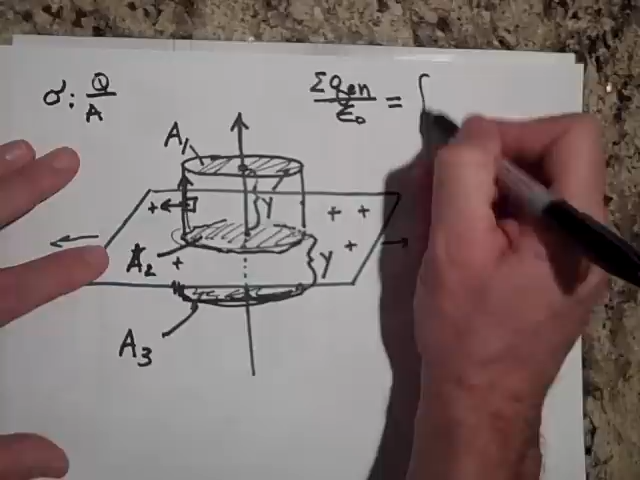 σ: Q/A
Σq_en/ε₀ = ∫
A₁
+
y
+ +
A₂
+
+
y
A₃